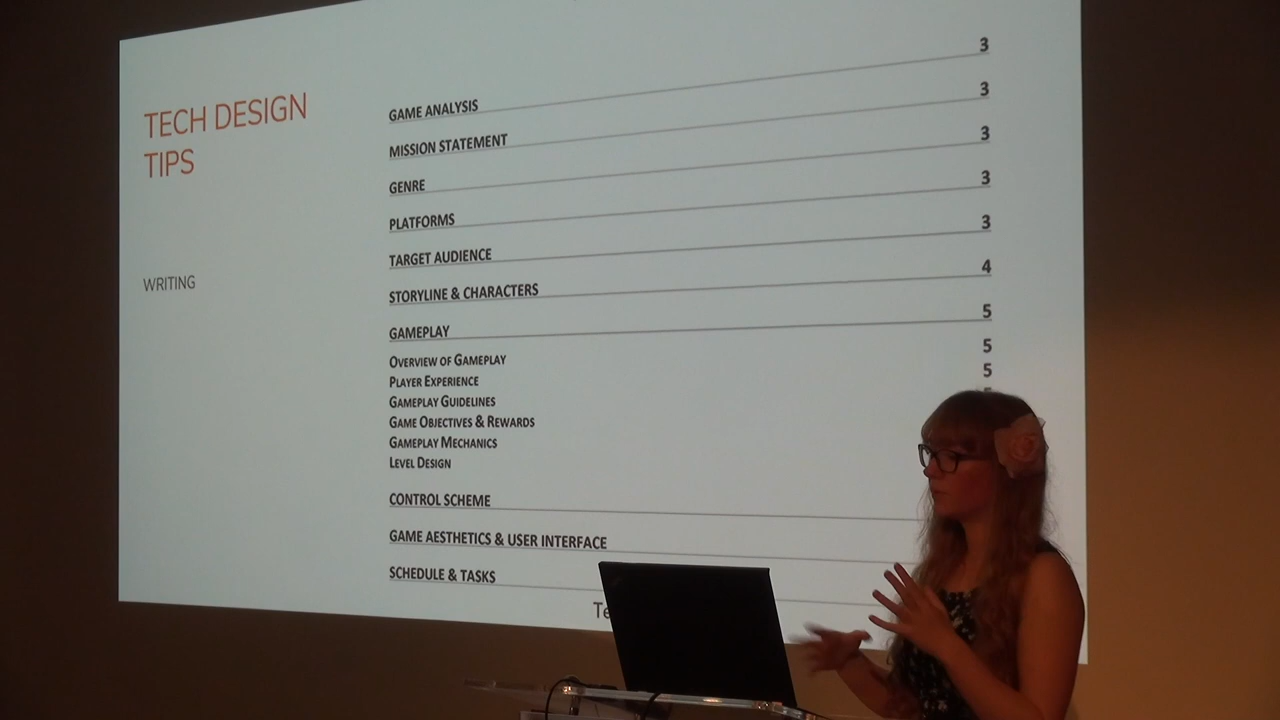 TECH DESIGN
TIPS
WRITING
GAME ANALYSIS 3
MISSION STATEMENT 3
GENRE 3
PLATFORMS 3
TARGET AUDIENCE 3
STORYLINE & CHARACTERS 4
GAMEPLAY 5
OVERVIEW OF GAMEPLAY 5
PLAYER EXPERIENCE 5
GAMEPLAY GUIDELINES
GAME OBJECTIVES & REWARDS
GAMEPLAY MECHANICS
LEVEL DESIGN
CONTROL SCHEME
GAME AESTHETICS & USER INTERFACE
SCHEDULE & TASKS